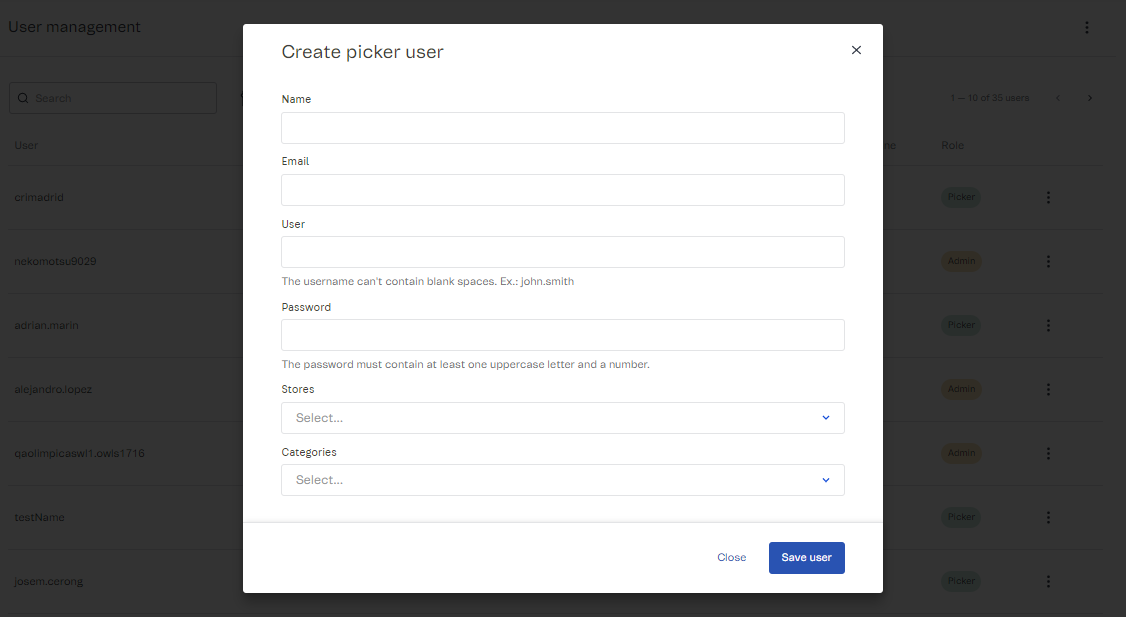 User management
Create picker user
Search
1 – 10 of 35 users
Name
Email
User
The username can't contain blank spaces. Ex.: john.smith
Password
The password must contain at least one uppercase letter and a number.
Stores
Select...
Categories
Select...
Close
Save user
User
me
Role
crimadrid
Picker
nekomotsu9029
Admin
adrian.marin
Picker
alejandro.lopez
Admin
qaolimpicaswl1.owls1716
Admin
testName
Picker
josem.cerong
Picker